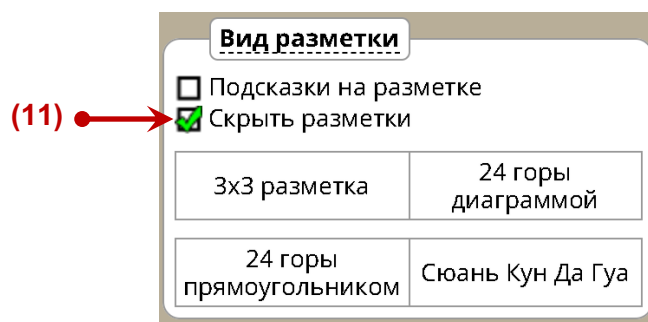 Вид разметки
Подсказки на разметке
(11) Скрыть разметки
3х3 разметка
24 горы
диаграммой
24 горы
прямоугольником
Сюань Кун Да Гуа